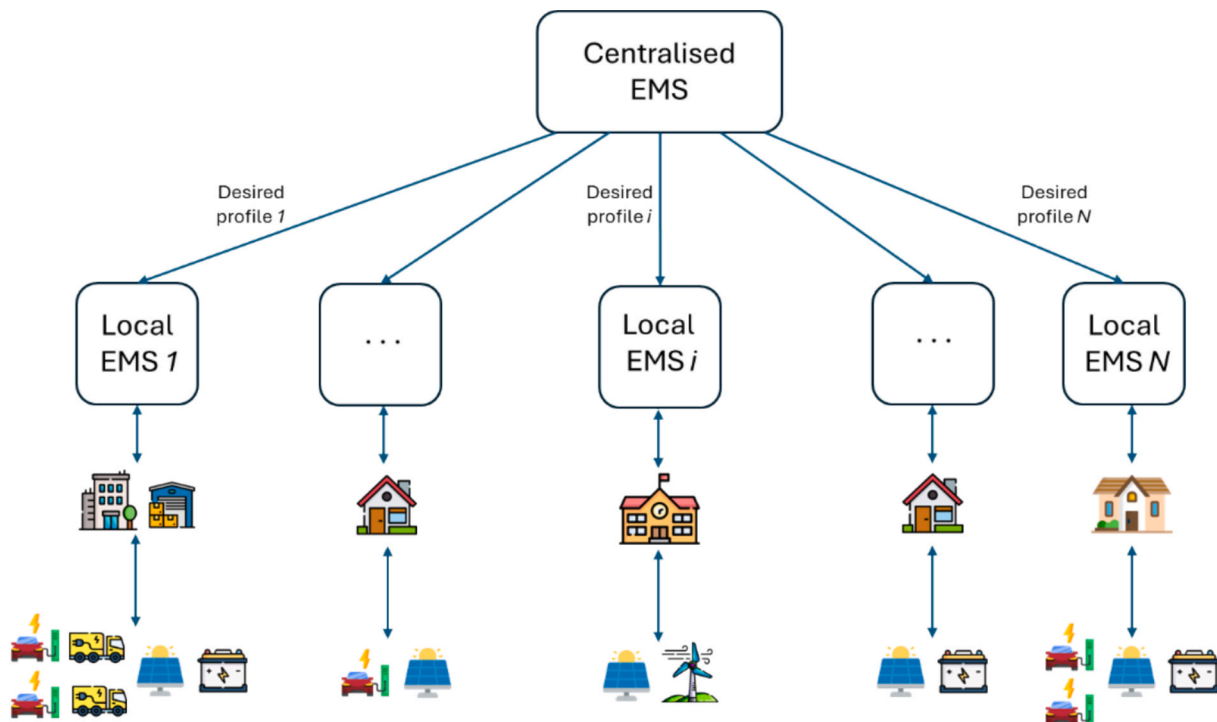 Centralised
EMS
Desired
profile 1
Desired
profile i
Desired
profile N
Local
EMS 1
...
Local
EMS i
...
Local
EMS N